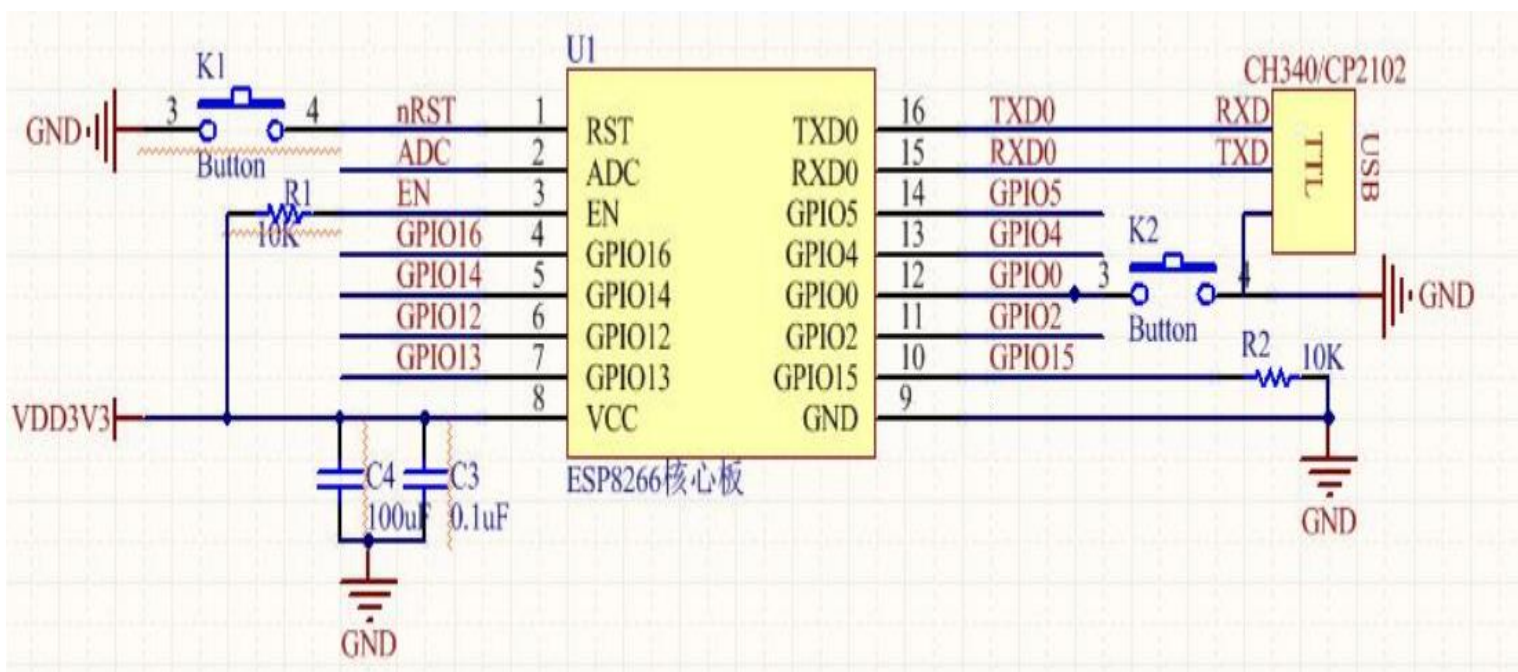 U1
K1
CH340/CP2102
GND
3
4
nRST
1
RST
TXD0
16
TXD0
RXD
Button
ADC
2
ADC
RXD0
15
RXD0
TXD
TTL
USB
R1
10K
EN
3
EN
GPIO5
14
GPIO5
GPIO16
4
GPIO16
GPIO4
13
GPIO4
K2
GPIO14
5
GPIO14
GPIO0
12
GPIO0
3
4
GND
Button
GPIO12
6
GPIO12
GPIO2
11
GPIO2
GPIO13
7
GPIO13
GPIO15
10
GPIO15
R2
10K
VDD3V3
8
VCC
GND
9
C4
100uF
C3
0.1uF
ESP8266核心板
GND
GND